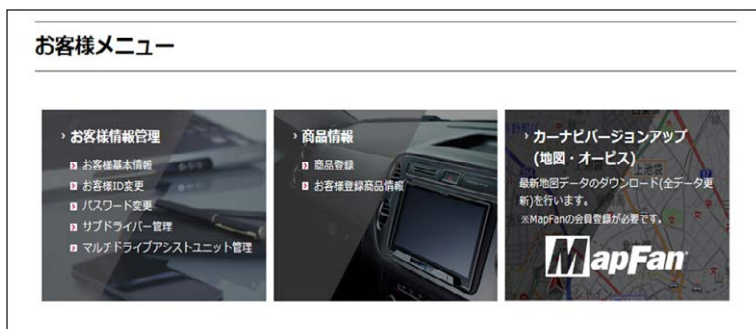 お客様メニュー
お客様情報管理
お客様基本情報
お客様ID変更
パスワード変更
サブドライバー管理
マルチドライブアシストユニット管理
商品情報
商品登録
お客様登録商品情報
カーナビバージョンアップ
(地図・オービス)
最新地図データのダウンロード(全データ更
新)を行います。
※MapFanの会員登録が必要です。
MapFan
上池袋